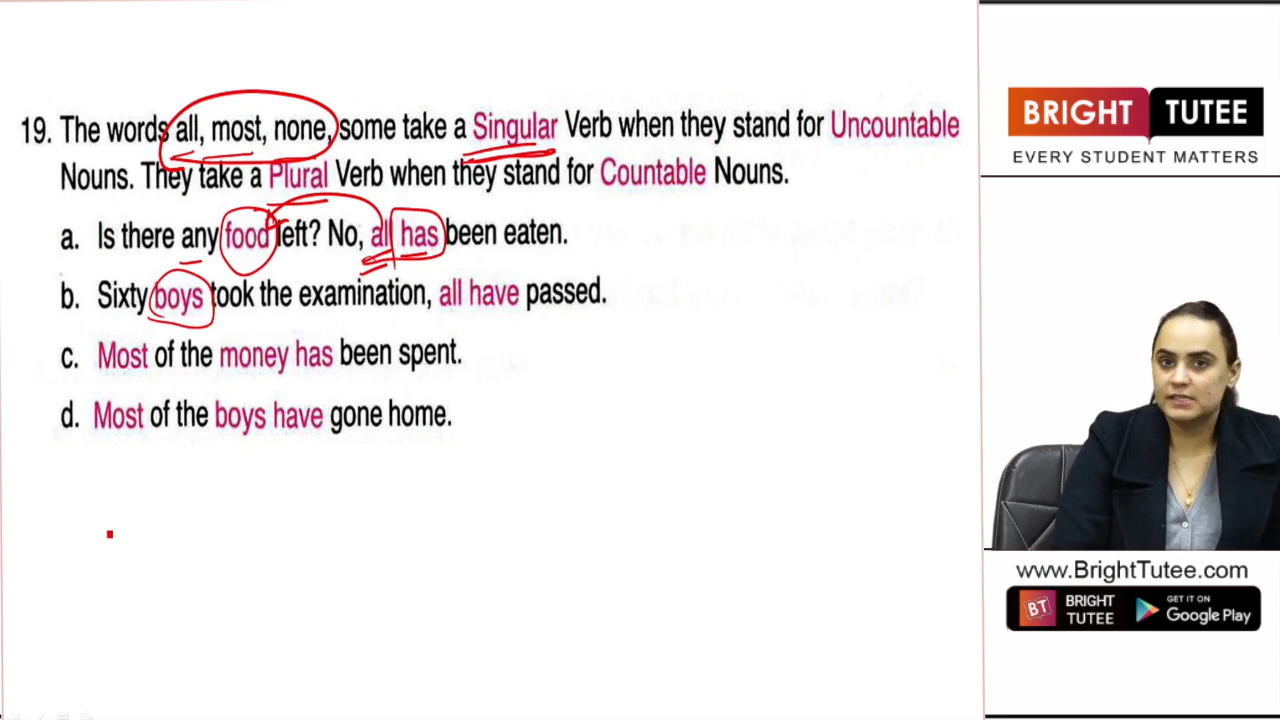 19. The words all, most, none, some take a Singular Verb when they stand for Uncountable
Nouns. They take a Plural Verb when they stand for Countable Nouns.
a. Is there any food left? No, all has been eaten.
b. Sixty boys took the examination, all have passed.
c. Most of the money has been spent.
d. Most of the boys have gone home.
BRIGHT TUTEE
EVERY STUDENT MATTERS
www.BrightTutee.com
BT BRIGHT TUTEE
GET IT ON
Google Play